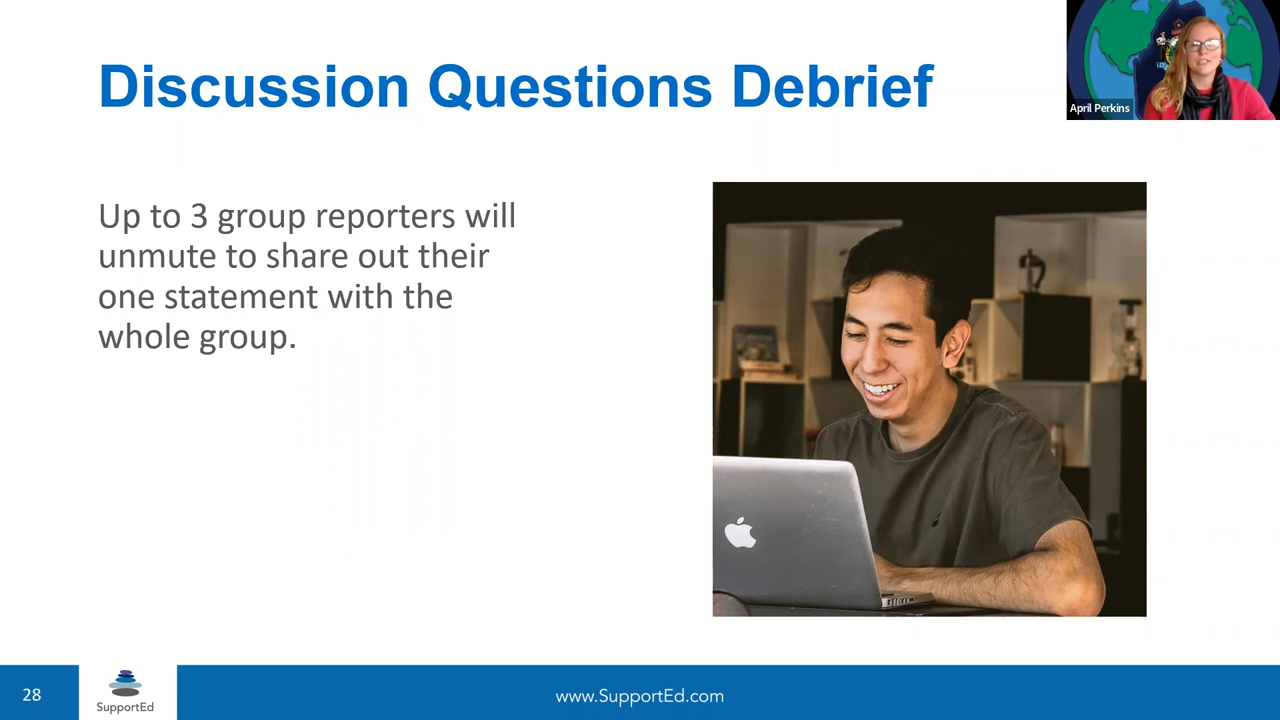 Discussion Questions Debrief
April Perkins
Up to 3 group reporters will
unmute to share out their
one statement with the
whole group.
28
SupportEd
www.SupportEd.com